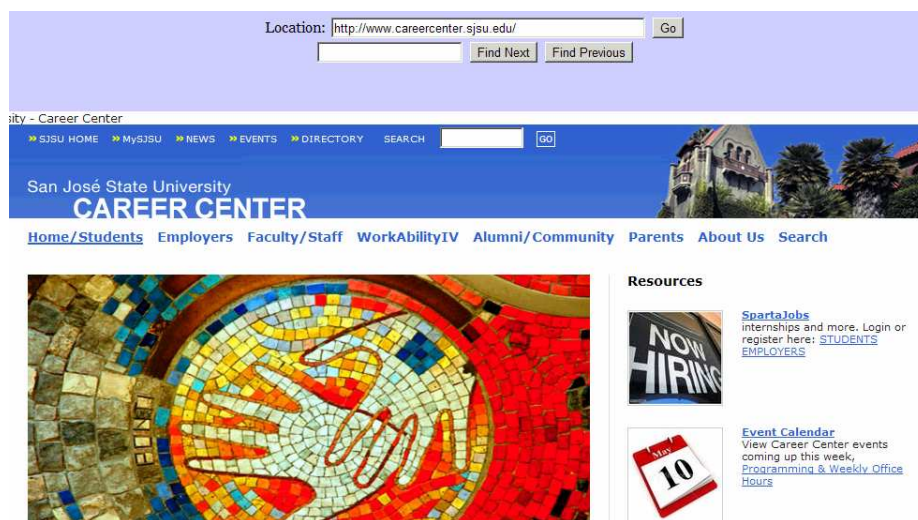 Location: http://www.careercenter.sjsu.edu/ Go
Find Next Find Previous
sity - Career Center
» SJSU HOME » MySJSU » NEWS » EVENTS » DIRECTORY SEARCH GO
San José State University
CAREER CENTER
Home/Students Employers Faculty/Staff WorkAbilityIV Alumni/Community Parents About Us Search
Resources
NOW
HIRING
SpartaJobs
internships and more. Login or
register here: STUDENTS
EMPLOYERS
May
10
Event Calendar
View Career Center events
coming up this week,
Programming & Weekly Office
Hours